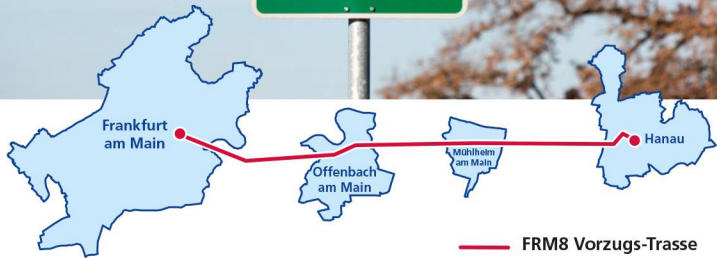 Frankfurt
am Main
Offenbach
am Main
Mühlheim
am Main
Hanau
FRM8 Vorzugs-Trasse